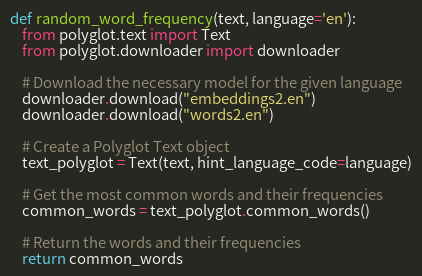 def random_word_frequency(text, language='en'):
from polyglot.text import Text
from polyglot.downloader import downloader
# Download the necessary model for the given language
downloader.download("embeddings2.en")
downloader.download("words2.en")
# Create a Polyglot Text object
text_polyglot = Text(text, hint_language_code=language)
# Get the most common words and their frequencies
common_words = text_polyglot.common_words()
# Return the words and their frequencies
return common_words